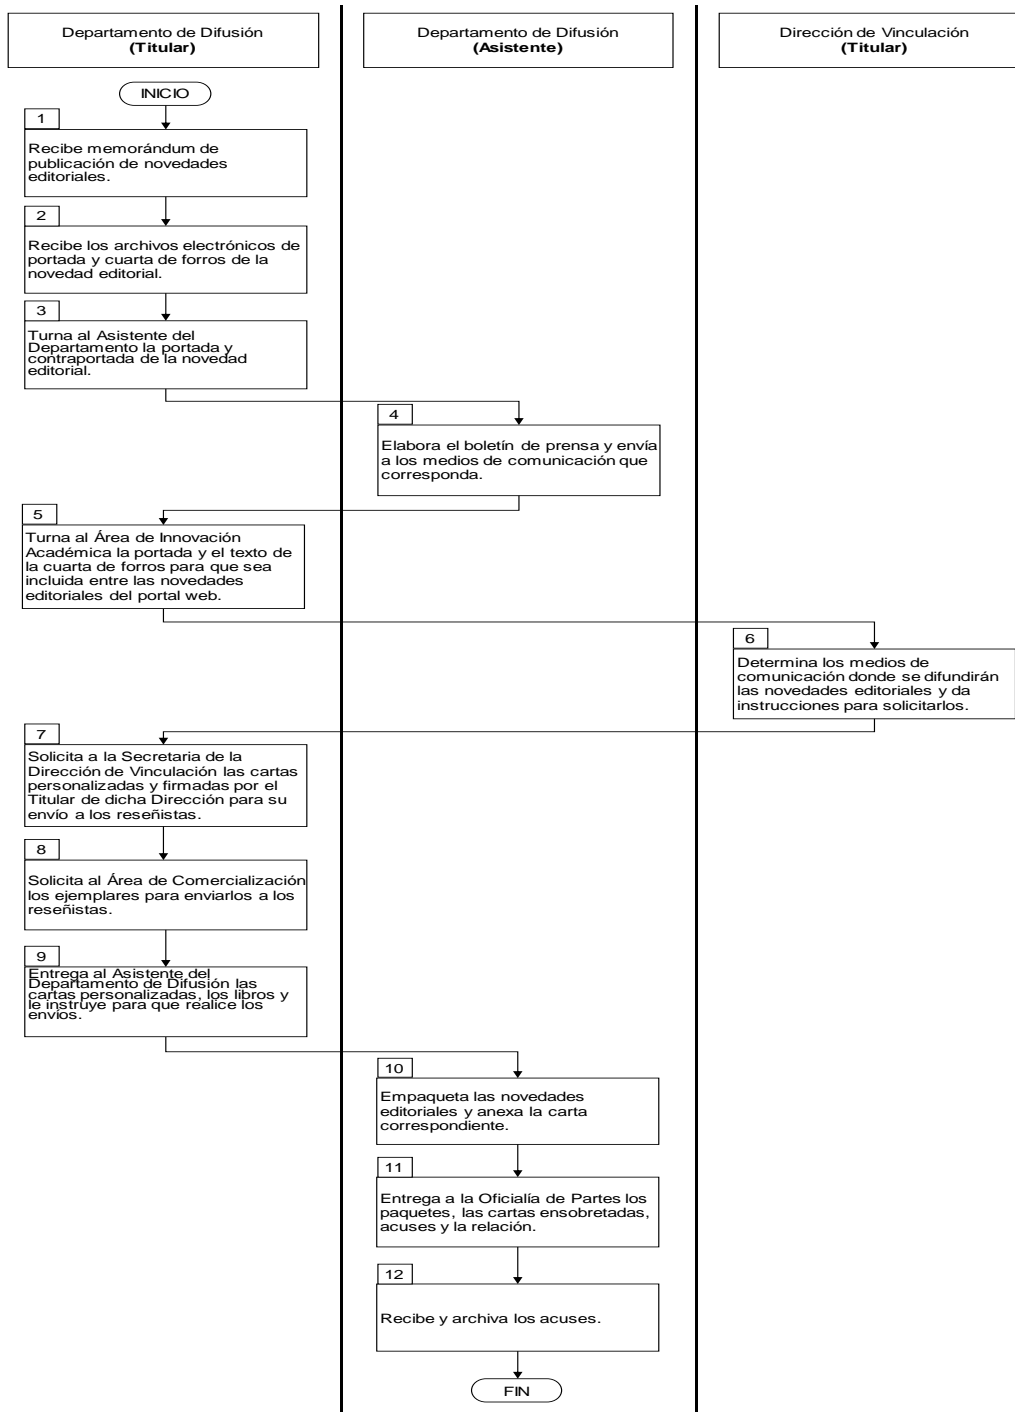 Departamento de Difusión
(Titular)
Departamento de Difusión
(Asistente)
Dirección de Vinculación
(Titular)
INICIO
1
Recibe memorándum de
publicación de novedades
editoriales.
2
Recibe los archivos electrónicos de
portada y cuarta de forros de la
novedad editorial.
3
Turna al Asistente del
Departamento la portada y
contraportada de la novedad
editorial.
4
Elabora el boletín de prensa y envía
a los medios de comunicación que
corresponda.
5
Turna al Área de Innovación
Académica la portada y el texto de
la cuarta de forros para que sea
incluida entre las novedades
editoriales del portal web.
6
Determina los medios de
comunicación donde se difundirán
las novedades editoriales y da
instrucciones para solicitarlos.
7
Solicita a la Secretaria de la
Dirección de Vinculación las cartas
personalizadas y firmadas por el
Titular de dicha Dirección para su
envío a los reseñistas.
8
Solicita al Área de Comercialización
los ejemplares para enviarlos a los
reseñistas.
9
Entrega al Asistente del
Departamento de Difusión las
cartas personalizadas, los libros y
le instruye para que realice los
envíos.
10
Empaqueta las novedades
editoriales y anexa la carta
correspondiente.
11
Entrega a la Oficialía de Partes los
paquetes, las cartas ensobretadas,
acuses y la relación.
12
Recibe y archiva los acuses.
FIN